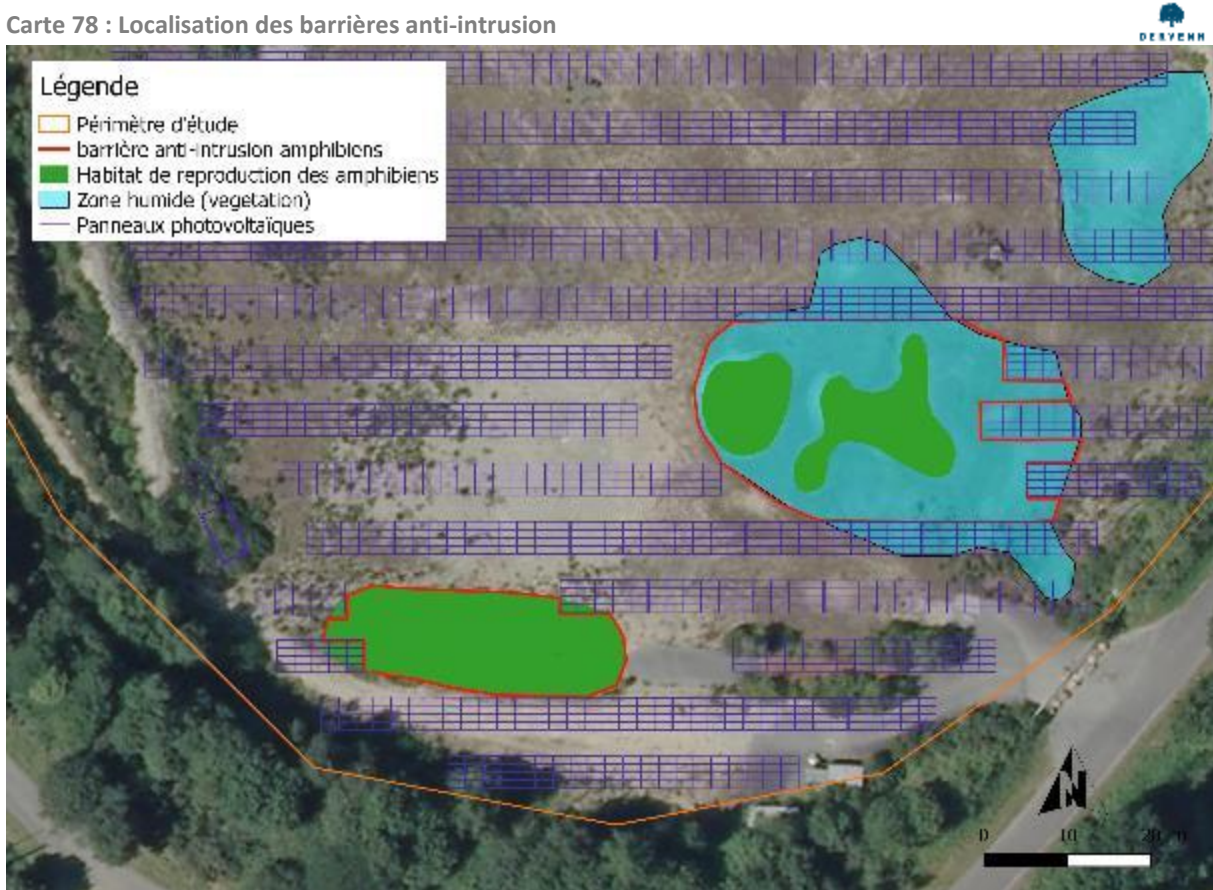 Carte 78 : Localisation des barrières anti-intrusion
DERVENN
Légende
Périmètre d'étude
barrière anti-intrusion amphibiens
Habitat de reproduction des amphibiens
Zone humide (vegetation)
Panneaux photovoltaïques
N
0 10 20 m